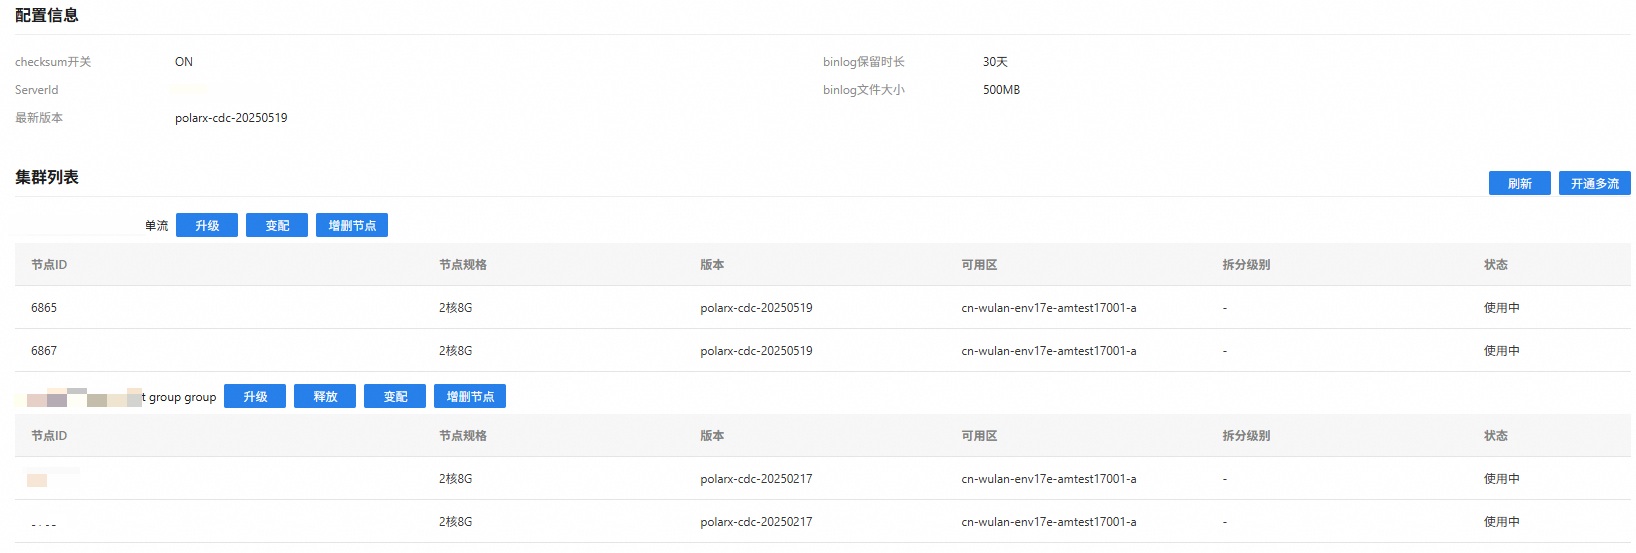 配置信息
checksum开关 ON binlog保留时长 30天
ServerId binlog文件大小 500MB
最新版本 polarx-cdc-20250519
集群列表 刷新 开通多流
单流 升级 变配 增删节点
节点ID 节点规格 版本 可用区 拆分级别 状态
6865 2核8G polarx-cdc-20250519 cn-wulan-env17e-amtest17001-a - 使用中
6867 2核8G polarx-cdc-20250519 cn-wulan-env17e-amtest17001-a - 使用中
t group group 升级 释放 变配 增删节点
节点ID 节点规格 版本 可用区 拆分级别 状态
2核8G polarx-cdc-20250217 cn-wulan-env17e-amtest17001-a - 使用中
2核8G polarx-cdc-20250217 cn-wulan-env17e-amtest17001-a - 使用中